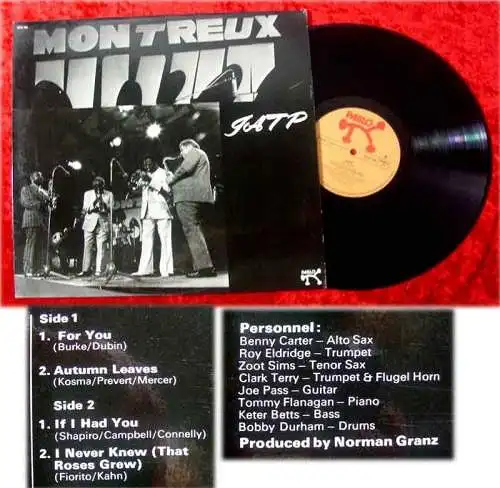 MONTREUX
'77
JATP
PABLO
PABLO
Side 1
1. For You
(Burke/Dubin)
2. Autumn Leaves
(Kosma/Prevert/Mercer)
Side 2
1. If I Had You
(Shapiro/Campbell/Connelly)
2. I Never Knew (That
Roses Grew)
(Fiorito/Kahn)
Personnel:
Benny Carter – Alto Sax
Roy Eldridge – Trumpet
Zoot Sims – Tenor Sax
Clark Terry – Trumpet & Flugel Horn
Joe Pass – Guitar
Tommy Flanagan – Piano
Keter Betts – Bass
Bobby Durham – Drums
Produced by Norman Granz